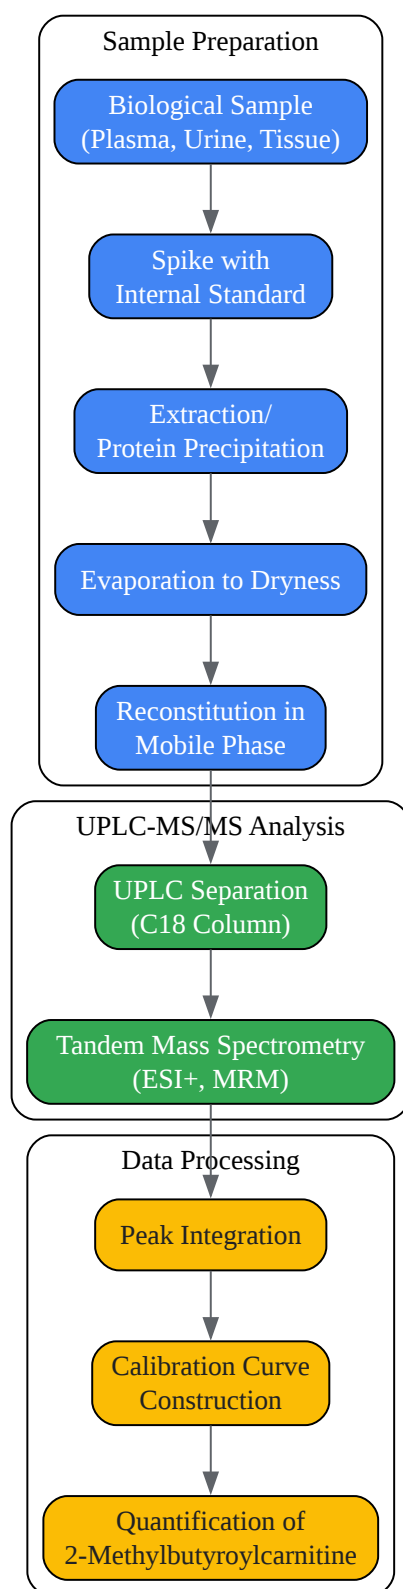 Sample Preparation
Biological Sample
(Plasma, Urine, Tissue)
Spike with
Internal Standard
Extraction/
Protein Precipitation
Evaporation to Dryness
Reconstitution in
Mobile Phase
UPLC-MS/MS Analysis
UPLC Separation
(C18 Column)
Tandem Mass Spectrometry
(ESI+, MRM)
Data Processing
Peak Integration
Calibration Curve
Construction
Quantification of
2-Methylbutyroylcarnitine